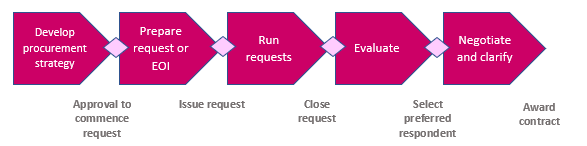 Develop
procurement
strategy
Prepare
request or
EOI
Run
requests
Evaluate
Negotiate
and clarify
Approval to
commence
request
Issue request
Close
request
Select
preferred
respondent
Award
contract